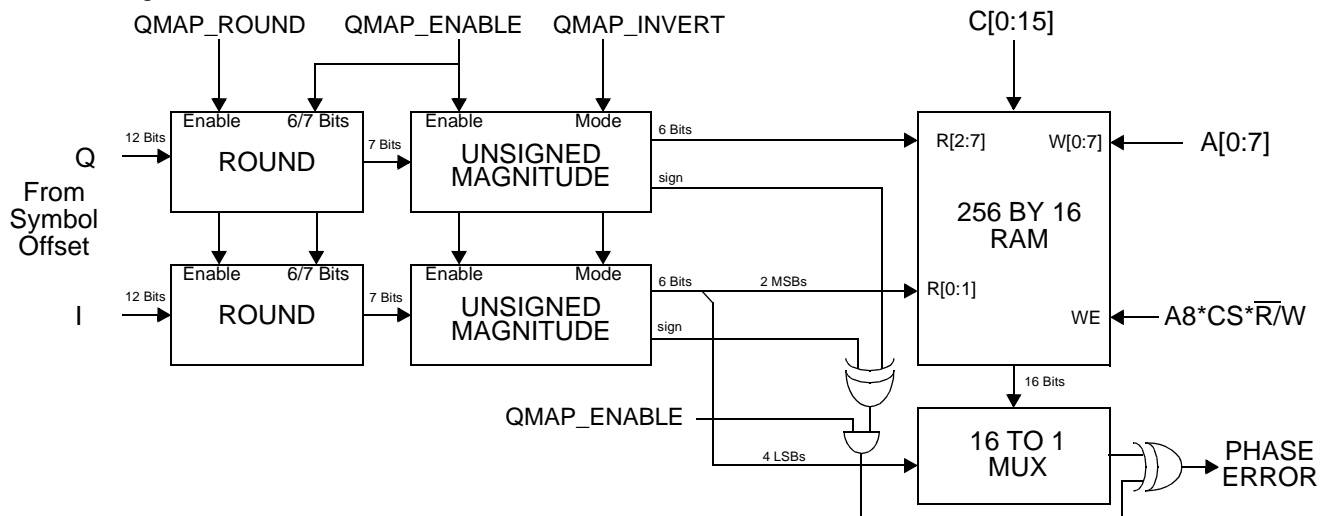 QMAP_ROUND
QMAP_ENABLE
QMAP_INVERT
C[0:15]
Enable
6/7 Bits
Enable
Mode
12 Bits
Q
ROUND
7 Bits
UNSIGNED
MAGNITUDE
6 Bits
sign
R[2:7]
W[0:7]
A[0:7]
From
Symbol
Offset
256 BY 16
RAM
Enable
6/7 Bits
Enable
Mode
12 Bits
I
ROUND
7 Bits
UNSIGNED
MAGNITUDE
6 Bits
2 MSBs
sign
R[0:1]
WE
A8*CS*R̅/W
16 Bits
QMAP_ENABLE
4 LSBs
16 TO 1
MUX
PHASE
ERROR